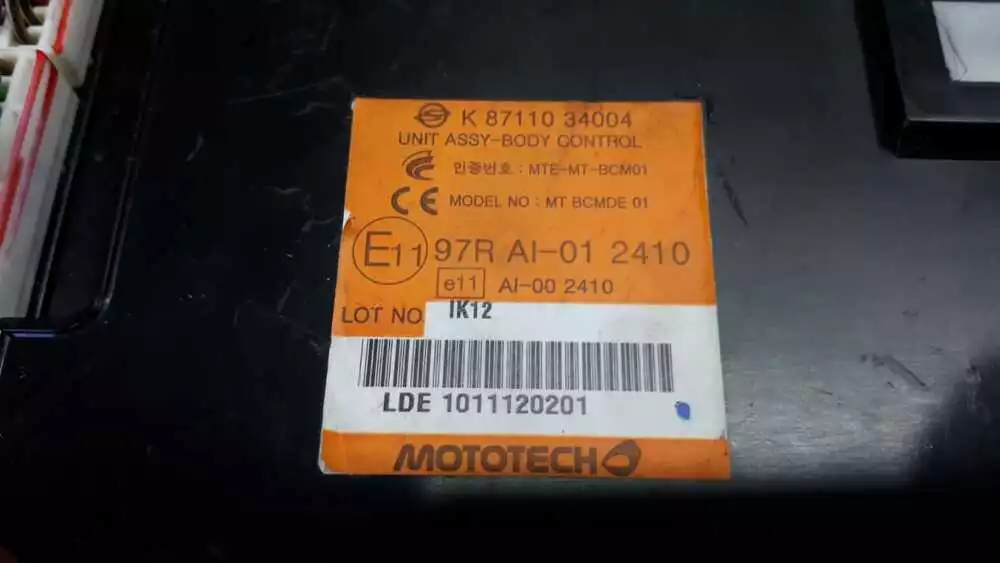 K 87110 34004
UNIT ASSY-BODY CONTROL
인증번호 : MTE-MT-BCM01
CE MODEL NO : MT BCMDE 01
E11 97R AI-01 2410
e11 AI-00 2410
LOT NO. IK12
LDE 1011120201
MOTOTECH